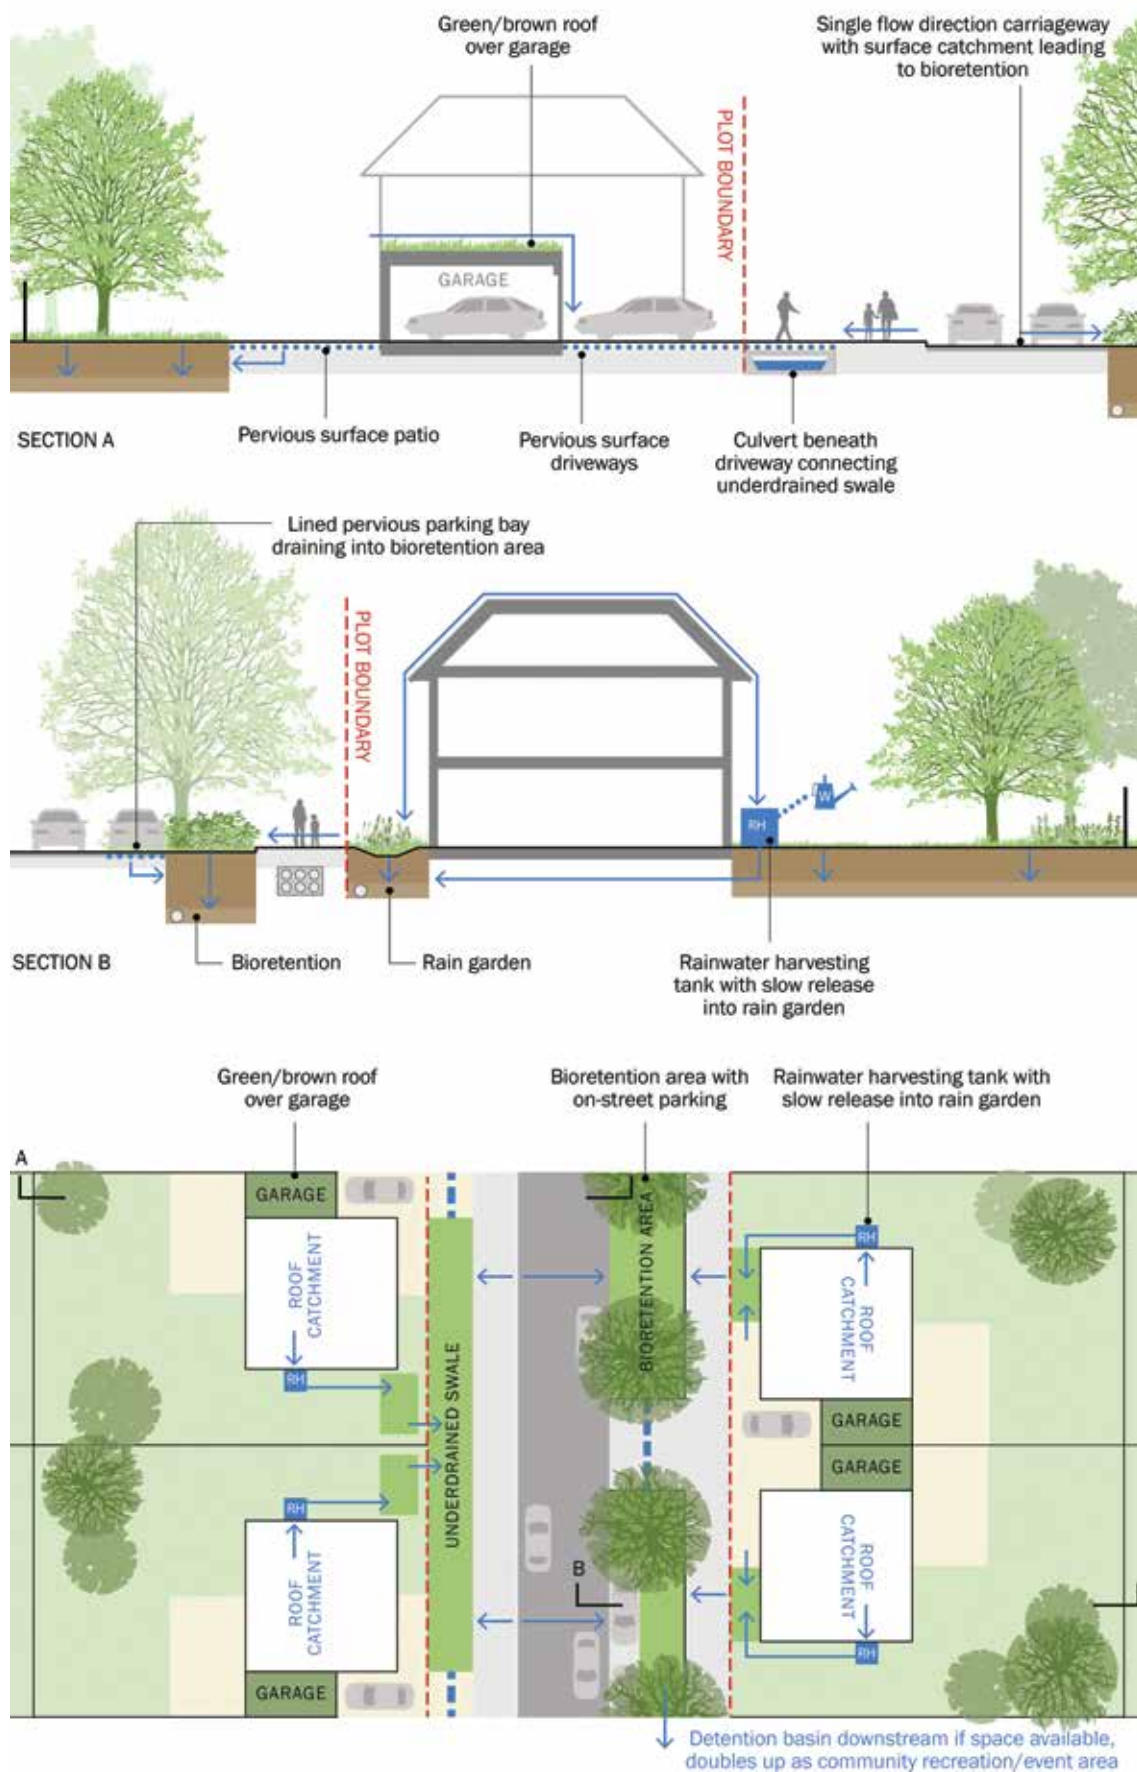 Green/brown roof
over garage
Single flow direction carriageway
with surface catchment leading
to bioretention
PLOT BOUNDARY
GARAGE
SECTION A
Pervious surface patio
Pervious surface
driveways
Culvert beneath
driveway connecting
underdrained swale
Lined pervious parking bay
draining into bioretention area
PLOT BOUNDARY
W
RH
SECTION B
Bioretention
Rain garden
Rainwater harvesting
tank with slow release
into rain garden
Green/brown roof
over garage
Bioretention area with
on-street parking
Rainwater harvesting tank with
slow release into rain garden
A
GARAGE
ROOF
CATCHMENT
RH
UNDERDRAINED SWALE
BIORETENTION AREA
RH
ROOF
CATCHMENT
GARAGE
GARAGE
RH
ROOF
CATCHMENT
GARAGE
B
ROOF
CATCHMENT
RH
Detention basin downstream if space available,
doubles up as community recreation/event area